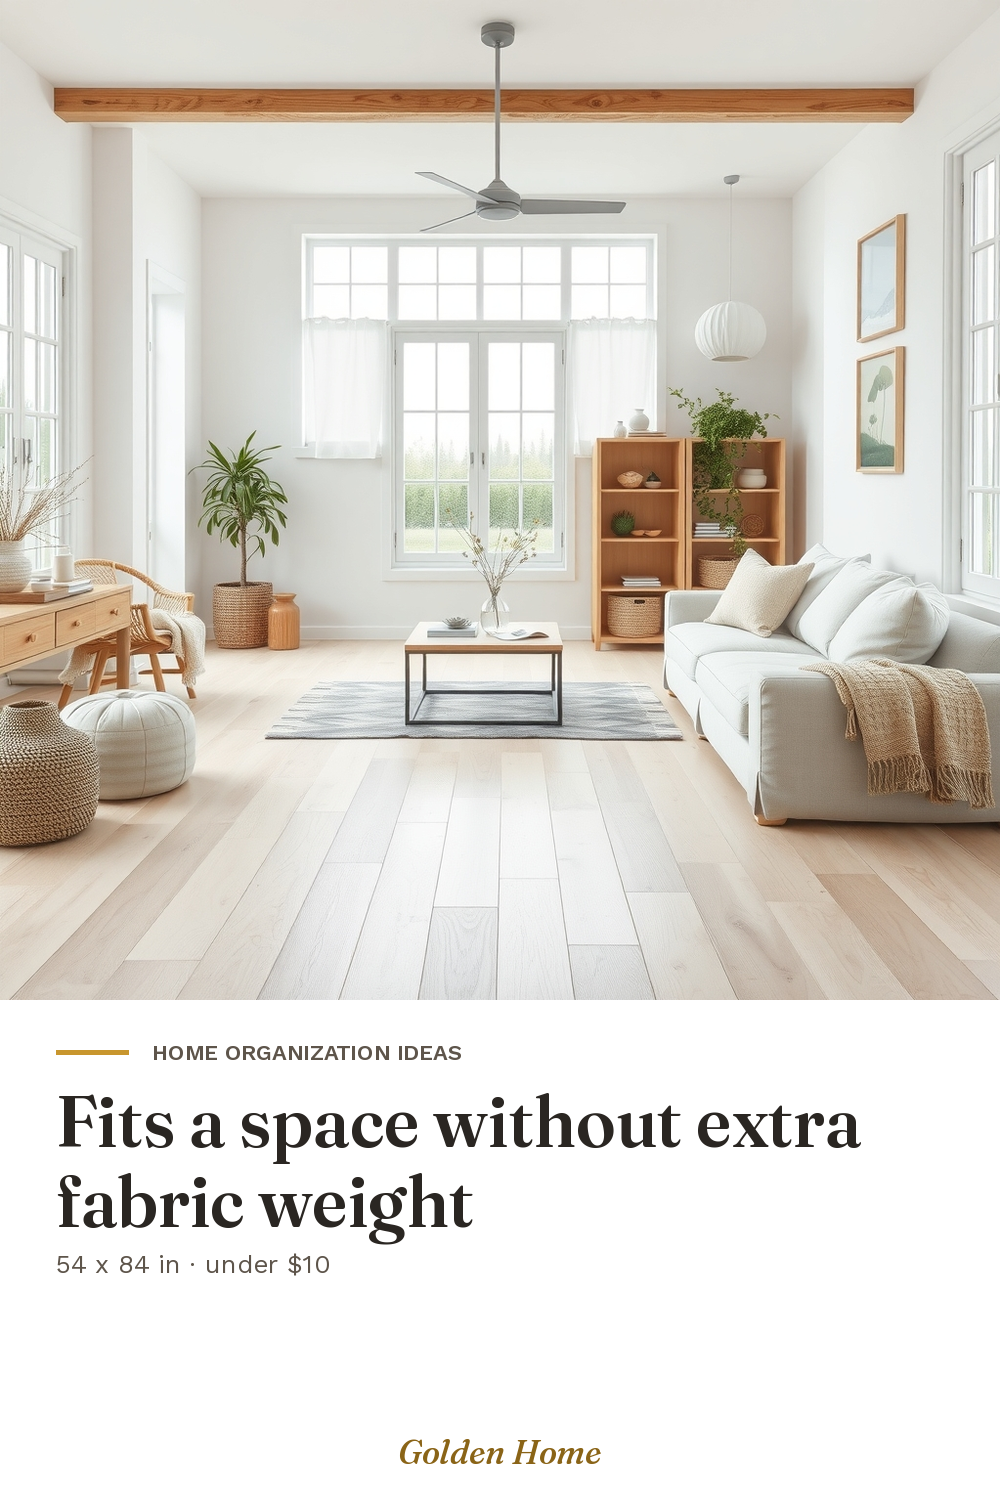 HOME ORGANIZATION IDEAS
Fits a space without extra
fabric weight
54 x 84 in · under $10
Golden Home